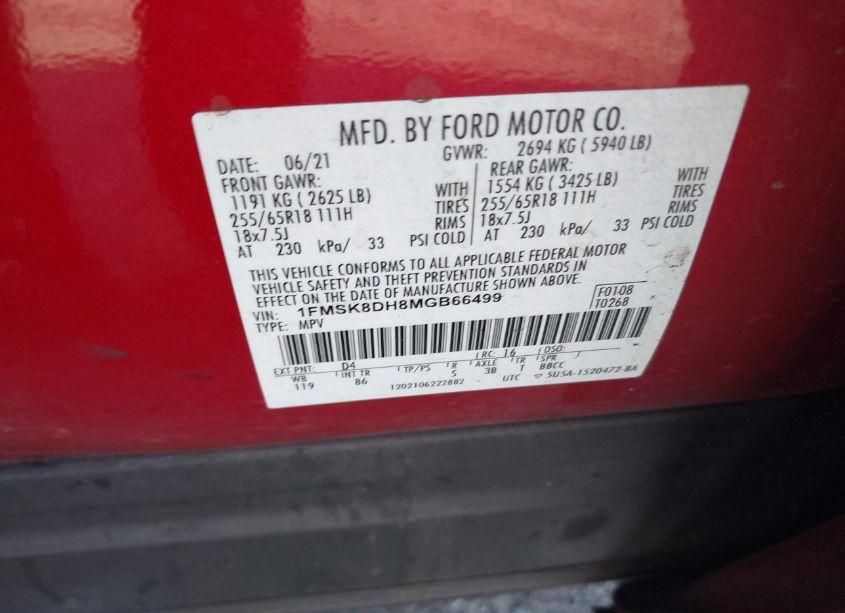 MFD. BY FORD MOTOR CO.
DATE: 06/21 GVWR: 2694 KG ( 5940 LB)
FRONT GAWR: REAR GAWR:
1191 KG ( 2625 LB) WITH 1554 KG ( 3425 LB) WITH
255/65R18 111H TIRES 255/65R18 111H TIRES
18x7.5J RIMS 18x7.5J RIMS
AT 230 kPa/ 33 PSI COLD AT 230 kPa/ 33 PSI COLD
THIS VEHICLE CONFORMS TO ALL APPLICABLE FEDERAL MOTOR
VEHICLE SAFETY AND THEFT PREVENTION STANDARDS IN
EFFECT ON THE DATE OF MANUFACTURE SHOWN ABOVE.
VIN: 1FMSK8DH8MGB66499 F01-08
TYPE: MPV T0268
EXT PNT: D4 RC: 16 DSO:
WB INT TR TP/PS R AXLE T SPR
119 86 S 3B BBCC
1202106222882 UTC ▽ 5U5A-1520472-BA